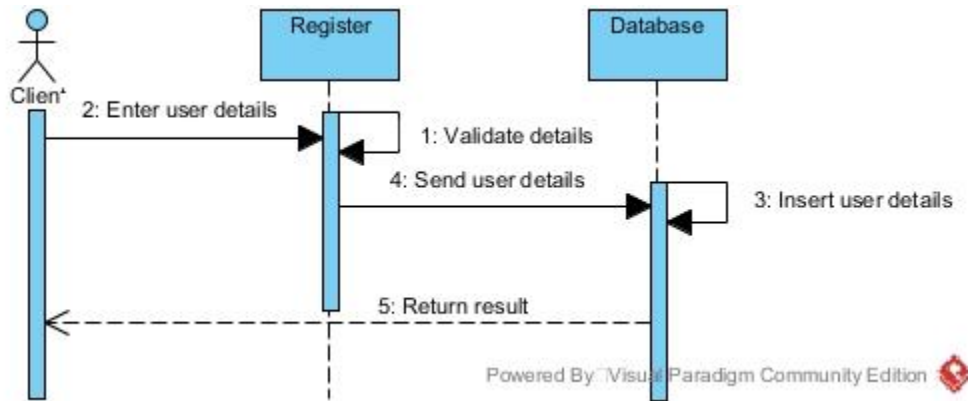 Register
Database
Client
2: Enter user details
1: Validate details
4: Send user details
3: Insert user details
5: Return result
Powered By Visual Paradigm Community Edition